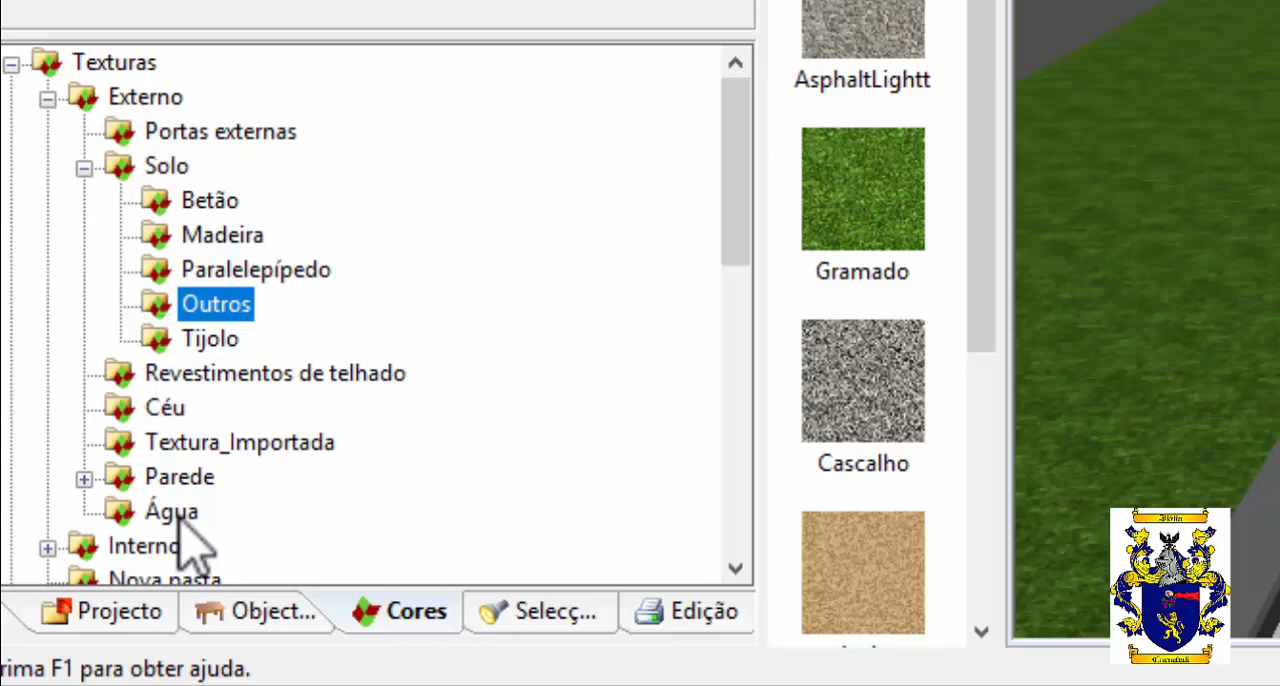 Texturas
Externo
Portas externas
Solo
Betão
Madeira
Paralelepípedo
Outros
Tijolo
Revestimentos de telhado
Céu
Textura_Importada
Parede
Água
Interno
Nova pasta
Projecto
Object...
Cores
Selecç...
Edição
rima F1 para obter ajuda.
AsphaltLightt
Gramado
Cascalho